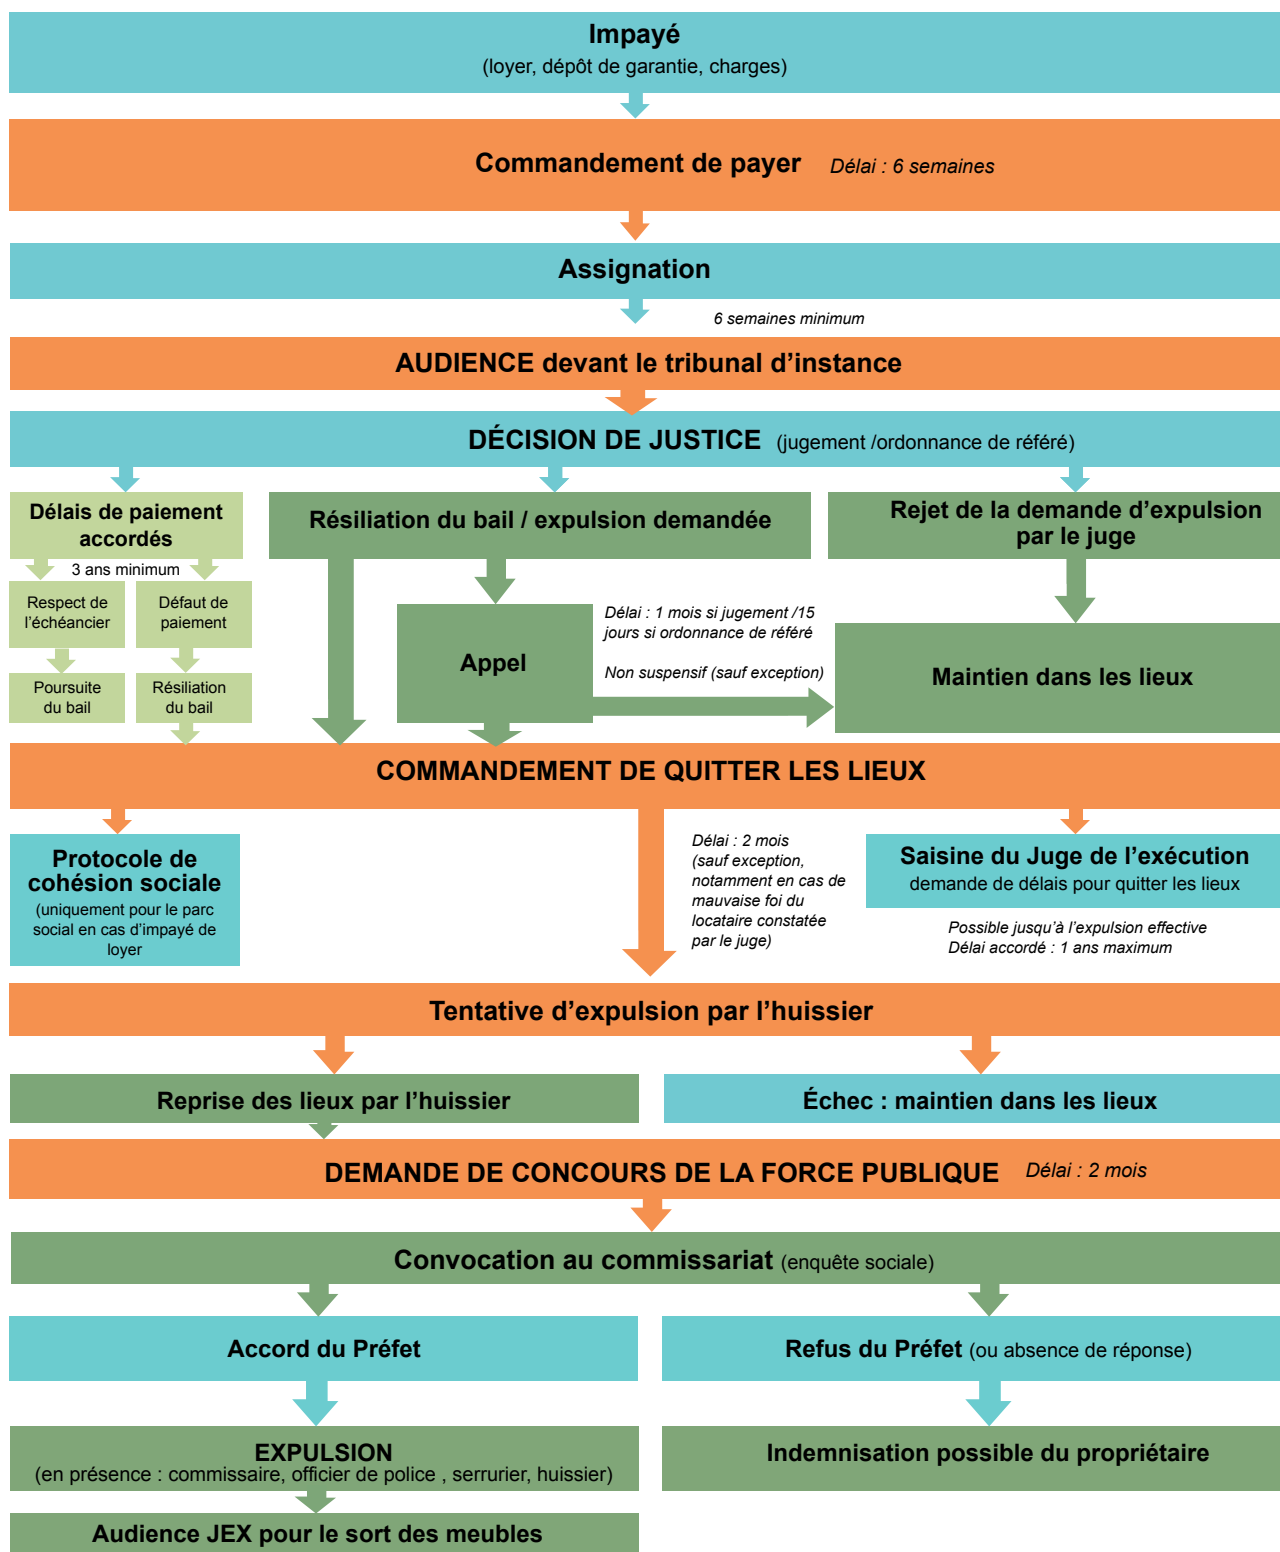 Impayé
(loyer, dépôt de garantie, charges)
Commandement de payer Délai : 6 semaines
Assignation
6 semaines minimum
AUDIENCE devant le tribunal d’instance
DÉCISION DE JUSTICE (jugement /ordonnance de référé)
Délais de paiement
accordés
3 ans minimum
Respect de
l’échéancier
Défaut de
paiement
Poursuite
du bail
Résiliation
du bail
Résiliation du bail / expulsion demandée
Appel
Délai : 1 mois si jugement /15
jours si ordonnance de référé
Non suspensif (sauf exception)
Rejet de la demande d’expulsion
par le juge
Maintien dans les lieux
COMMANDEMENT DE QUITTER LES LIEUX
Protocole de
cohésion sociale
(uniquement pour le parc
social en cas d’impayé de
loyer
Délai : 2 mois
(sauf exception,
notamment en cas de
mauvaise foi du
locataire constatée
par le juge)
Saisine du Juge de l’exécution
demande de délais pour quitter les lieux
Possible jusqu’à l’expulsion effective
Délai accordé : 1 ans maximum
Tentative d’expulsion par l’huissier
Reprise des lieux par l’huissier
Échec : maintien dans les lieux
DEMANDE DE CONCOURS DE LA FORCE PUBLIQUE Délai : 2 mois
Convocation au commissariat (enquête sociale)
Accord du Préfet
Refus du Préfet (ou absence de réponse)
EXPULSION
(en présence : commissaire, officier de police , serrurier, huissier)
Indemnisation possible du propriétaire
Audience JEX pour le sort des meubles